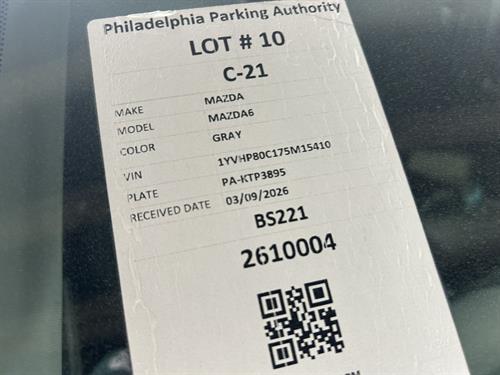 Philadelphia Parking Authority
LOT # 10
C-21
MAKE MAZDA
MODEL MAZDA6
COLOR GRAY
VIN 1YVHP80C175M15410
PLATE PA-KTP3895
RECEIVED DATE 03/09/2026
BS221
2610004